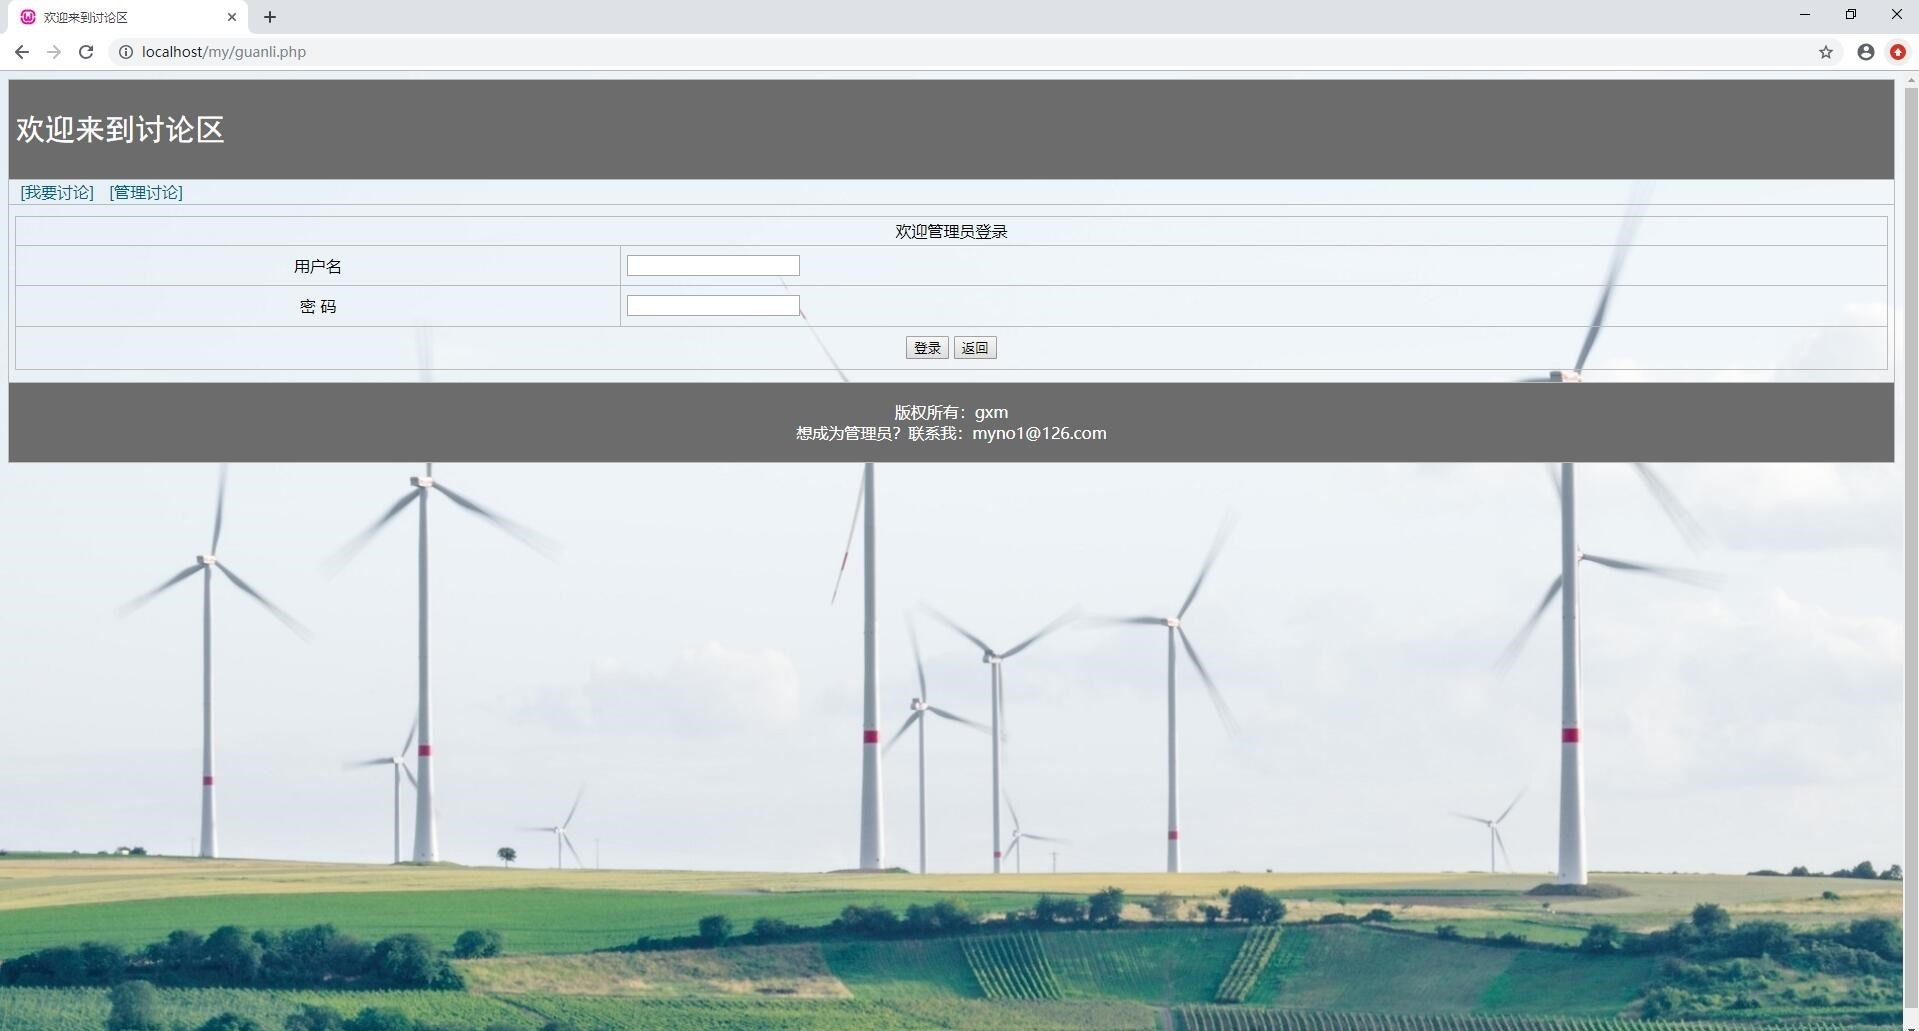 欢迎来到讨论区
localhost/my/guanli.php
欢迎来到讨论区
[我要讨论] [管理讨论]
欢迎管理员登录
用户名
密 码
登录 返回
版权所有：gxm
想成为管理员？联系我：myno1@126.com